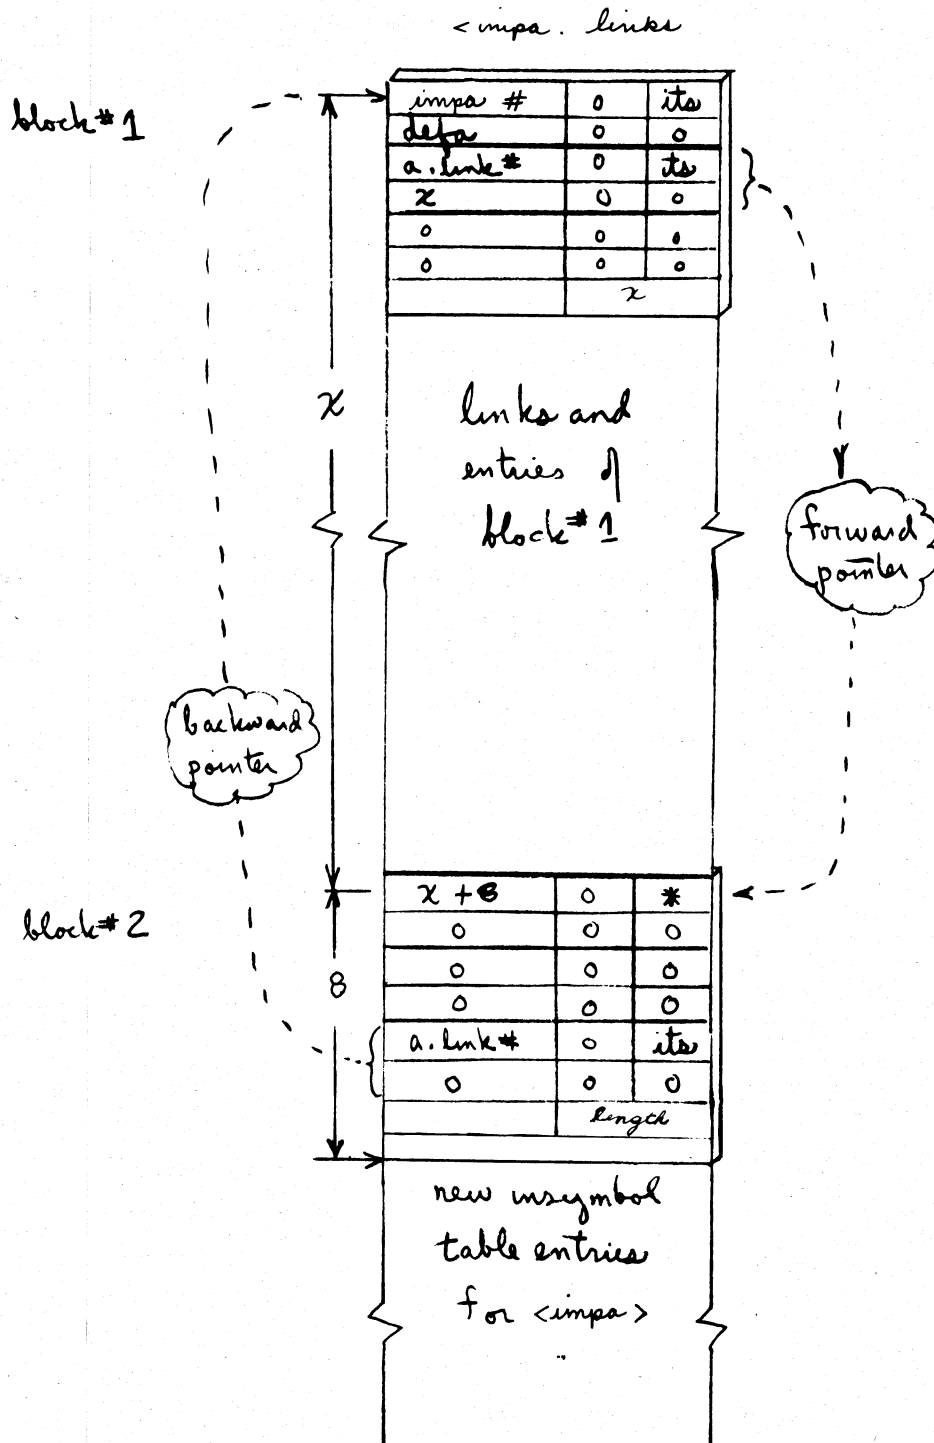 <impa. links
block #1
impa # 0 its
defa 0 0
a.link# 0 its
x 0 0
0 0 0
0 0 0
x
x
links and
entries of
block #1
forward
pointer
backward
pointer
block #2
x + 8 0 *
0 0 0
0 0 0
0 0 0
8
a.link# 0 its
0 0 0
length
new insymbol
table entries
for <impa>